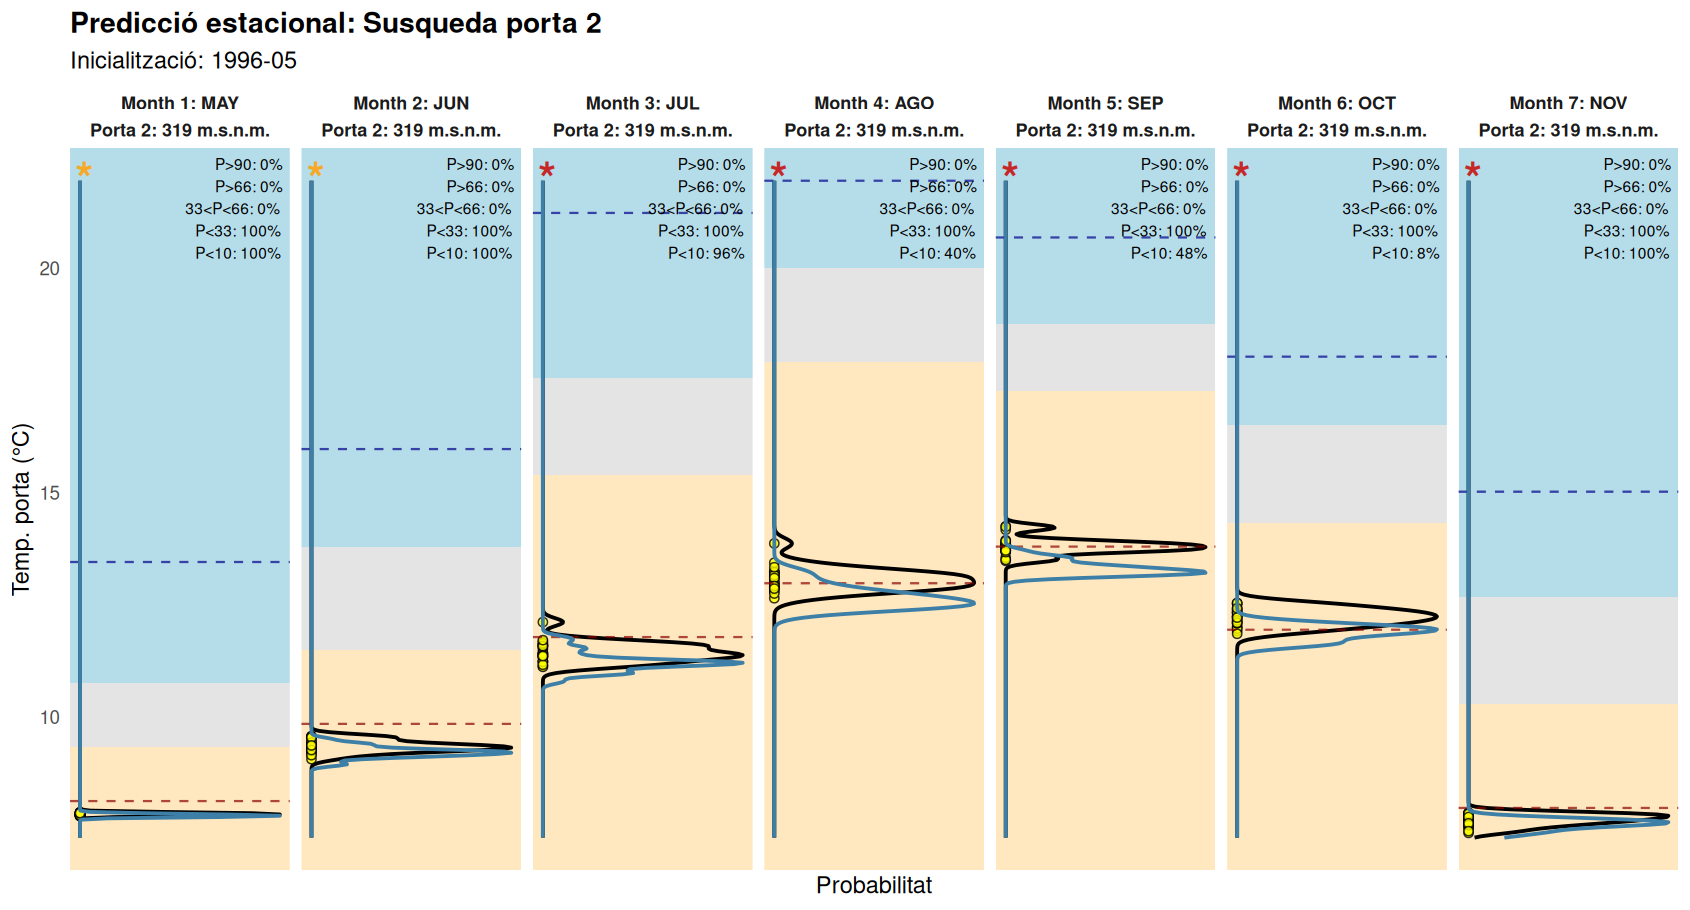 Predicció estacional: Susqueda porta 2
Inicialització: 1996-05
Month 1: MAY
Porta 2: 319 m.s.n.m.
Month 2: JUN
Porta 2: 319 m.s.n.m.
Month 3: JUL
Porta 2: 319 m.s.n.m.
Month 4: AGO
Porta 2: 319 m.s.n.m.
Month 5: SEP
Porta 2: 319 m.s.n.m.
Month 6: OCT
Porta 2: 319 m.s.n.m.
Month 7: NOV
Porta 2: 319 m.s.n.m.
*
P>90: 0%
P>66: 0%
33<P<66: 0%
P<33: 100%
P<10: 100%
*
P>90: 0%
P>66: 0%
33<P<66: 0%
P<33: 100%
P<10: 100%
*
P>90: 0%
P>66: 0%
33<P<66: 0%
P<33: 100%
P<10: 96%
*
P>90: 0%
P>66: 0%
33<P<66: 0%
P<33: 100%
P<10: 40%
*
P>90: 0%
P>66: 0%
33<P<66: 0%
P<33: 100%
P<10: 48%
*
P>90: 0%
P>66: 0%
33<P<66: 0%
P<33: 100%
P<10: 8%
*
P>90: 0%
P>66: 0%
33<P<66: 0%
P<33: 100%
P<10: 100%
20
15
10
Temp. porta (°C)
Probabilitat